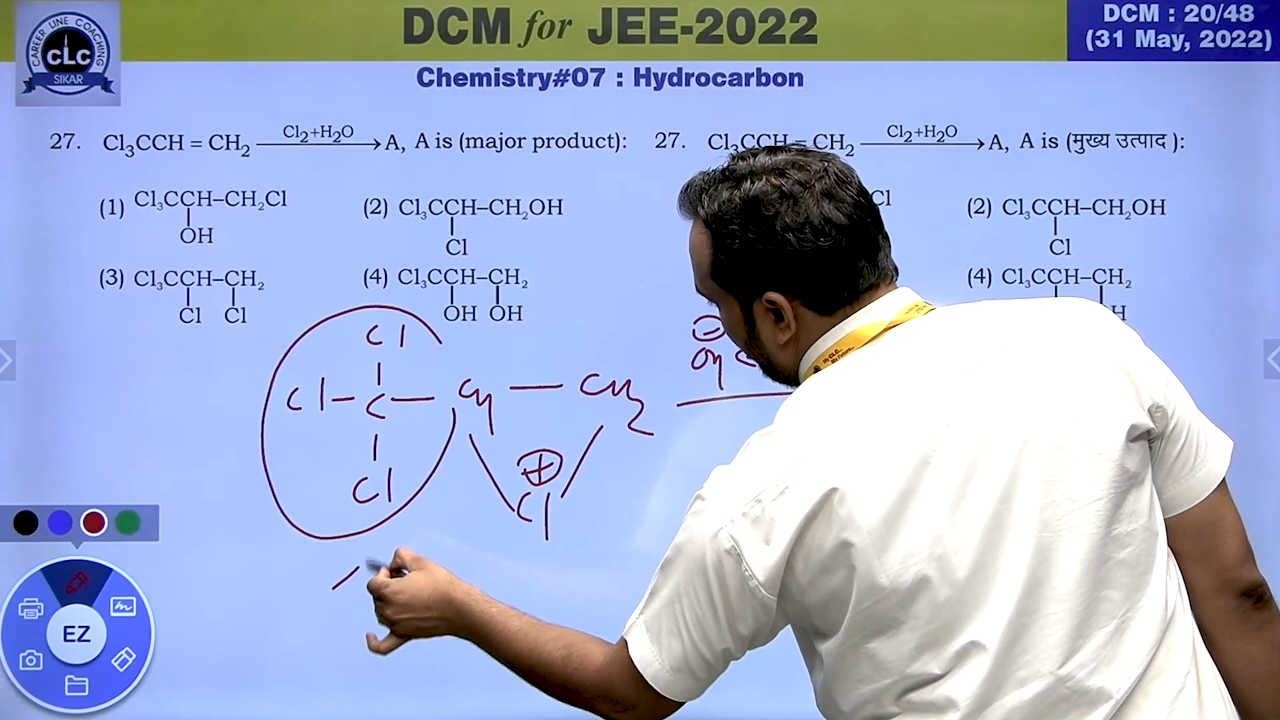 CAREER LINE COACHING
CLC
SIKAR
DCM for JEE-2022
DCM : 20/48
(31 May, 2022)
Chemistry#07 : Hydrocarbon
27. Cl₃CCH = CH₂ Cl₂+H₂O → A, A is (major product):
(1) Cl₃CCH–CH₂Cl
OH
(2) Cl₃CCH–CH₂OH
Cl
(3) Cl₃CCH–CH₂
Cl Cl
(4) Cl₃CCH–CH₂
OH OH
27. Cl₃CCH = CH₂ Cl₂+H₂O → A, A is (मुख्य उत्पाद ):
Cl
(2) Cl₃CCH–CH₂OH
Cl
(4) Cl₃CCH–CH₂
H
Cl
Cl – C – CH — CH₂
Cl
⊕
Cl
⊖
OH
EZ